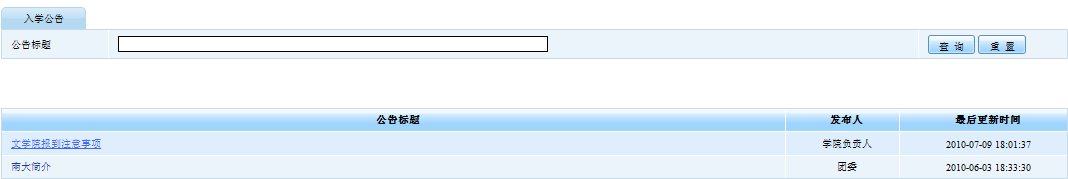 入学公告
公告标题 查 询 重 置
公告标题 发布人 最后更新时间
文学院报到注意事项 学院负责人 2010-07-09 18:01:37
南大简介 团委 2010-06-03 18:33:30